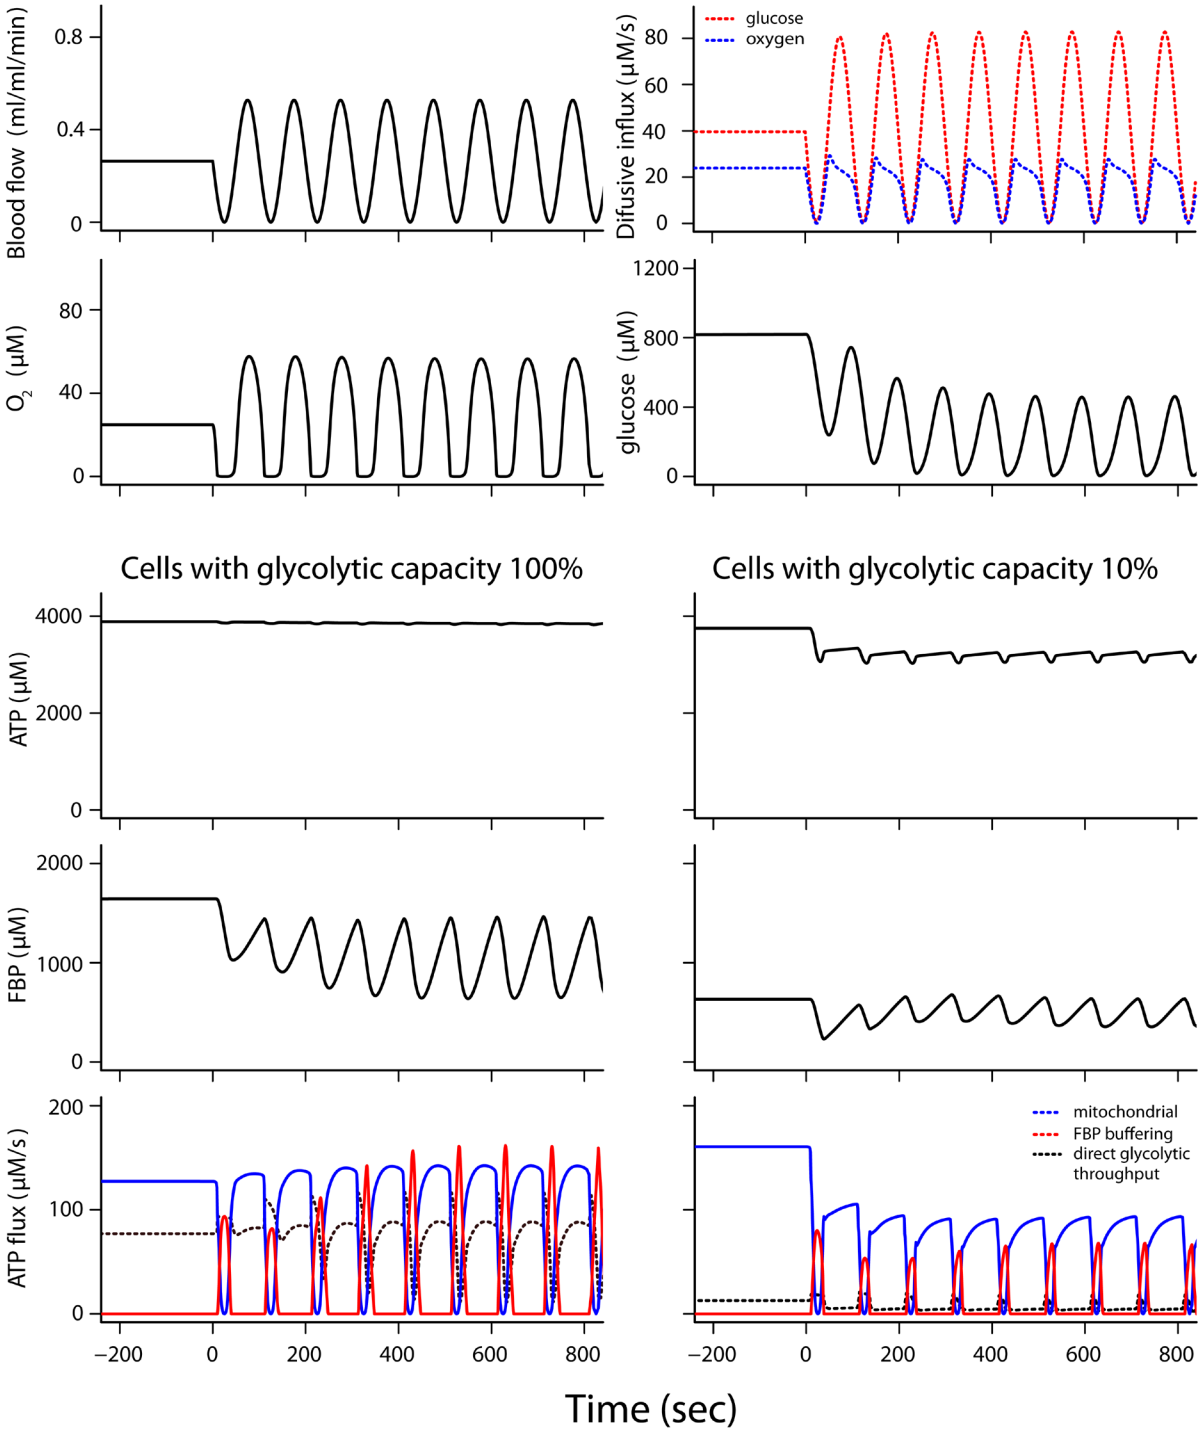 Blood flow (ml/ml/min)
0.8
0.4
0
Difusive influx (μM/s)
80
60
40
20
0
glucose
oxygen
O2 (μM)
80
40
0
glucose (μM)
1200
800
400
0
Cells with glycolytic capacity 100%
Cells with glycolytic capacity 10%
ATP (μM)
4000
2000
0
FBP (μM)
2000
1000
0
ATP flux (μM/s)
200
100
0
mitochondrial
FBP buffering
direct glycolytic
throughput
−200 0 200 400 600 800
−200 0 200 400 600 800
Time (sec)